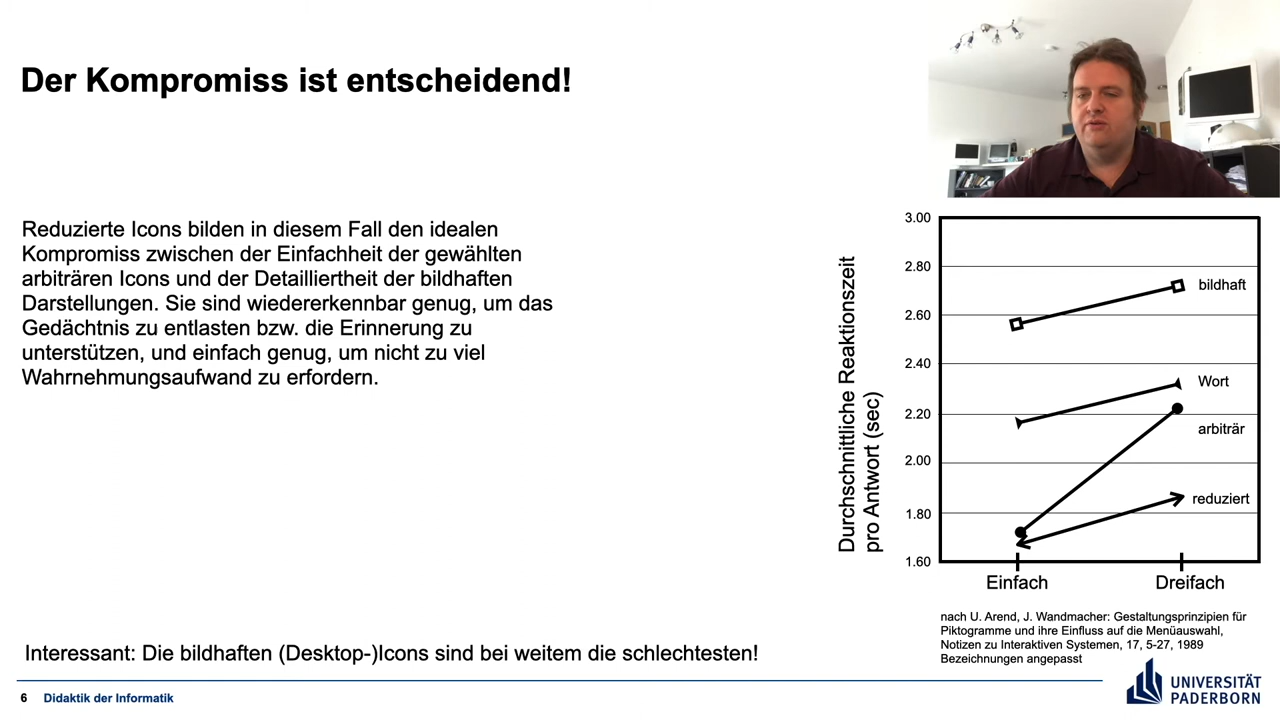 Der Kompromiss ist entscheidend!
Reduzierte Icons bilden in diesem Fall den idealen
Kompromiss zwischen der Einfachheit der gewählten
arbiträren Icons und der Detailliertheit der bildhaften
Darstellungen. Sie sind wiedererkennbar genug, um das
Gedächtnis zu entlasten bzw. die Erinnerung zu
unterstützen, und einfach genug, um nicht zu viel
Wahrnehmungsaufwand zu erfordern.
Durchschnittliche Reaktionszeit
pro Antwort (sec)
3.00
2.80
2.60
2.40
2.20
2.00
1.80
1.60
bildhaft
Wort
arbiträr
reduziert
Einfach
Dreifach
nach U. Arend, J. Wandmacher: Gestaltungsprinzipien für
Piktogramme und ihre Einfluss auf die Menüauswahl,
Notizen zu Interaktiven Systemen, 17, 5-27, 1989
Bezeichnungen angepasst
Interessant: Die bildhaften (Desktop-)Icons sind bei weitem die schlechtesten!
6 Didaktik der Informatik
UNIVERSITÄT
PADERBORN